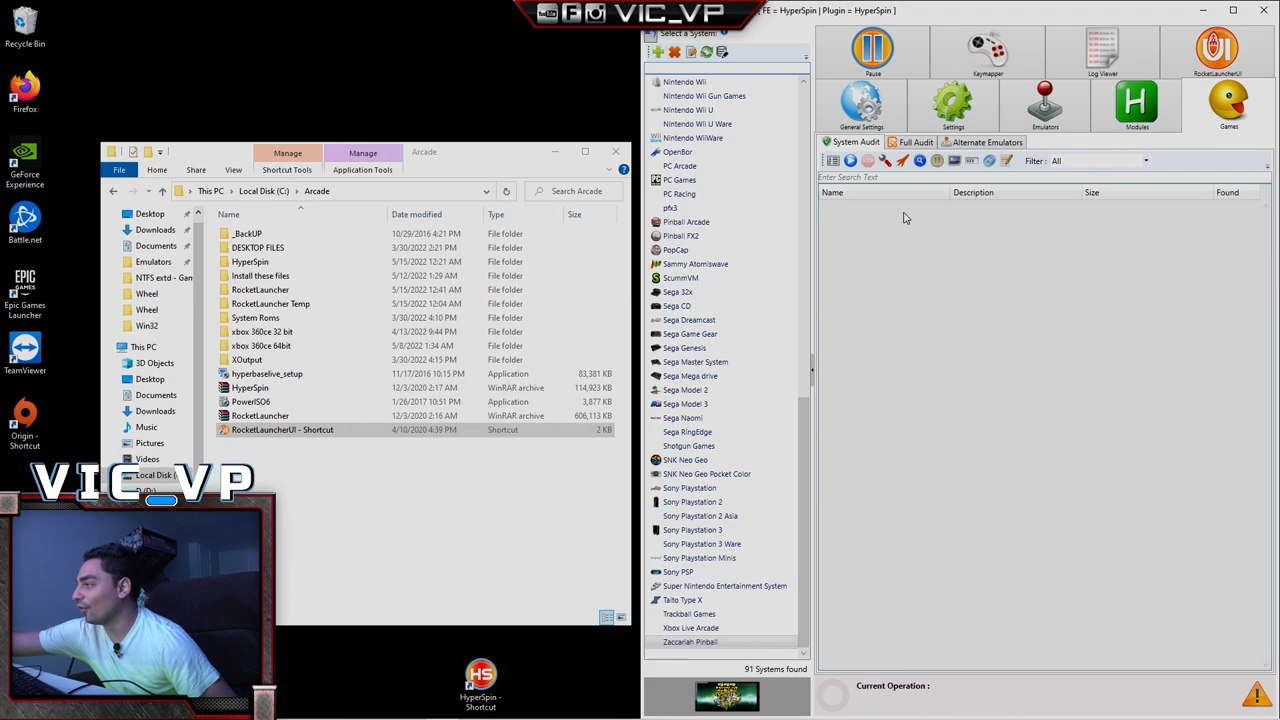 VIC_VP
[ FE = HyperSpin | Plugin = HyperSpin ]
Recycle Bin
Firefox
GeForce
Experience
Battle.net
Epic Games
Launcher
TeamViewer
Origin -
Shortcut
Manage
Manage
Arcade
File
Home
Share
View
Shortcut Tools
Application Tools
This PC > Local Disk (C:) > Arcade
Search Arcade
Name
Date modified
Type
Size
Desktop
Downloads
Documents
Emulators
NTFS extd - Gam
Wheel
Wheel
Win32
This PC
3D Objects
Desktop
Documents
Downloads
Music
Pictures
Videos
Local Disk (
_BackUP 10/29/2016 4:21 PM File folder
DESKTOP FILES 3/30/2022 2:21 PM File folder
HyperSpin 5/15/2022 12:21 AM File folder
Install these files 5/12/2022 1:29 AM File folder
RocketLauncher 5/15/2022 12:41 AM File folder
RocketLauncher Temp 5/15/2022 12:04 AM File folder
System Roms 3/30/2022 4:10 PM File folder
xbox 360ce 32 bit 4/13/2022 9:44 PM File folder
xbox 360ce 64bit 5/8/2022 1:34 AM File folder
XOutput 3/30/2022 4:15 PM File folder
hyperbaselive_setup 11/17/2016 10:15 PM Application 83,381 KB
HyperSpin 12/3/2020 2:17 AM WinRAR archive 114,923 KB
PowerISO6 1/26/2017 10:51 PM Application 3,877 KB
RocketLauncher 12/3/2020 2:16 AM WinRAR archive 606,113 KB
RocketLauncherUI - Shortcut 4/10/2020 4:39 PM Shortcut 2 KB
VIC_VP
HyperSpin -
Shortcut
Select a System:
Nintendo Wii
Nintendo Wii Gun Games
Nintendo Wii U
Nintendo Wii U Ware
Nintendo WiiWare
OpenBor
PC Arcade
PC Games
PC Racing
pfx3
Pinball Arcade
Pinball FX2
PopCap
Sammy Atomiswave
ScummVM
Sega 32x
Sega CD
Sega Dreamcast
Sega Game Gear
Sega Genesis
Sega Master System
Sega Mega drive
Sega Model 2
Sega Model 3
Sega Naomi
Sega RingEdge
Shotgun Games
SNK Neo Geo
SNK Neo Geo Pocket Color
Sony Playstation
Sony Playstation 2
Sony Playstation 2 Asia
Sony Playstation 3
Sony Playstation 3 Ware
Sony Playstation Minis
Sony PSP
Super Nintendo Entertainment System
Taito Type X
Trackball Games
Xbox Live Arcade
Zaccariah Pinball
91 Systems found
Pause
Keymapper
Log Viewer
RocketLauncherUI
General Settings
Settings
Emulators
Modules
Games
System Audit
Full Audit
Alternate Emulators
Filter : All
Enter Search Text
Name
Description
Size
Found
Current Operation :